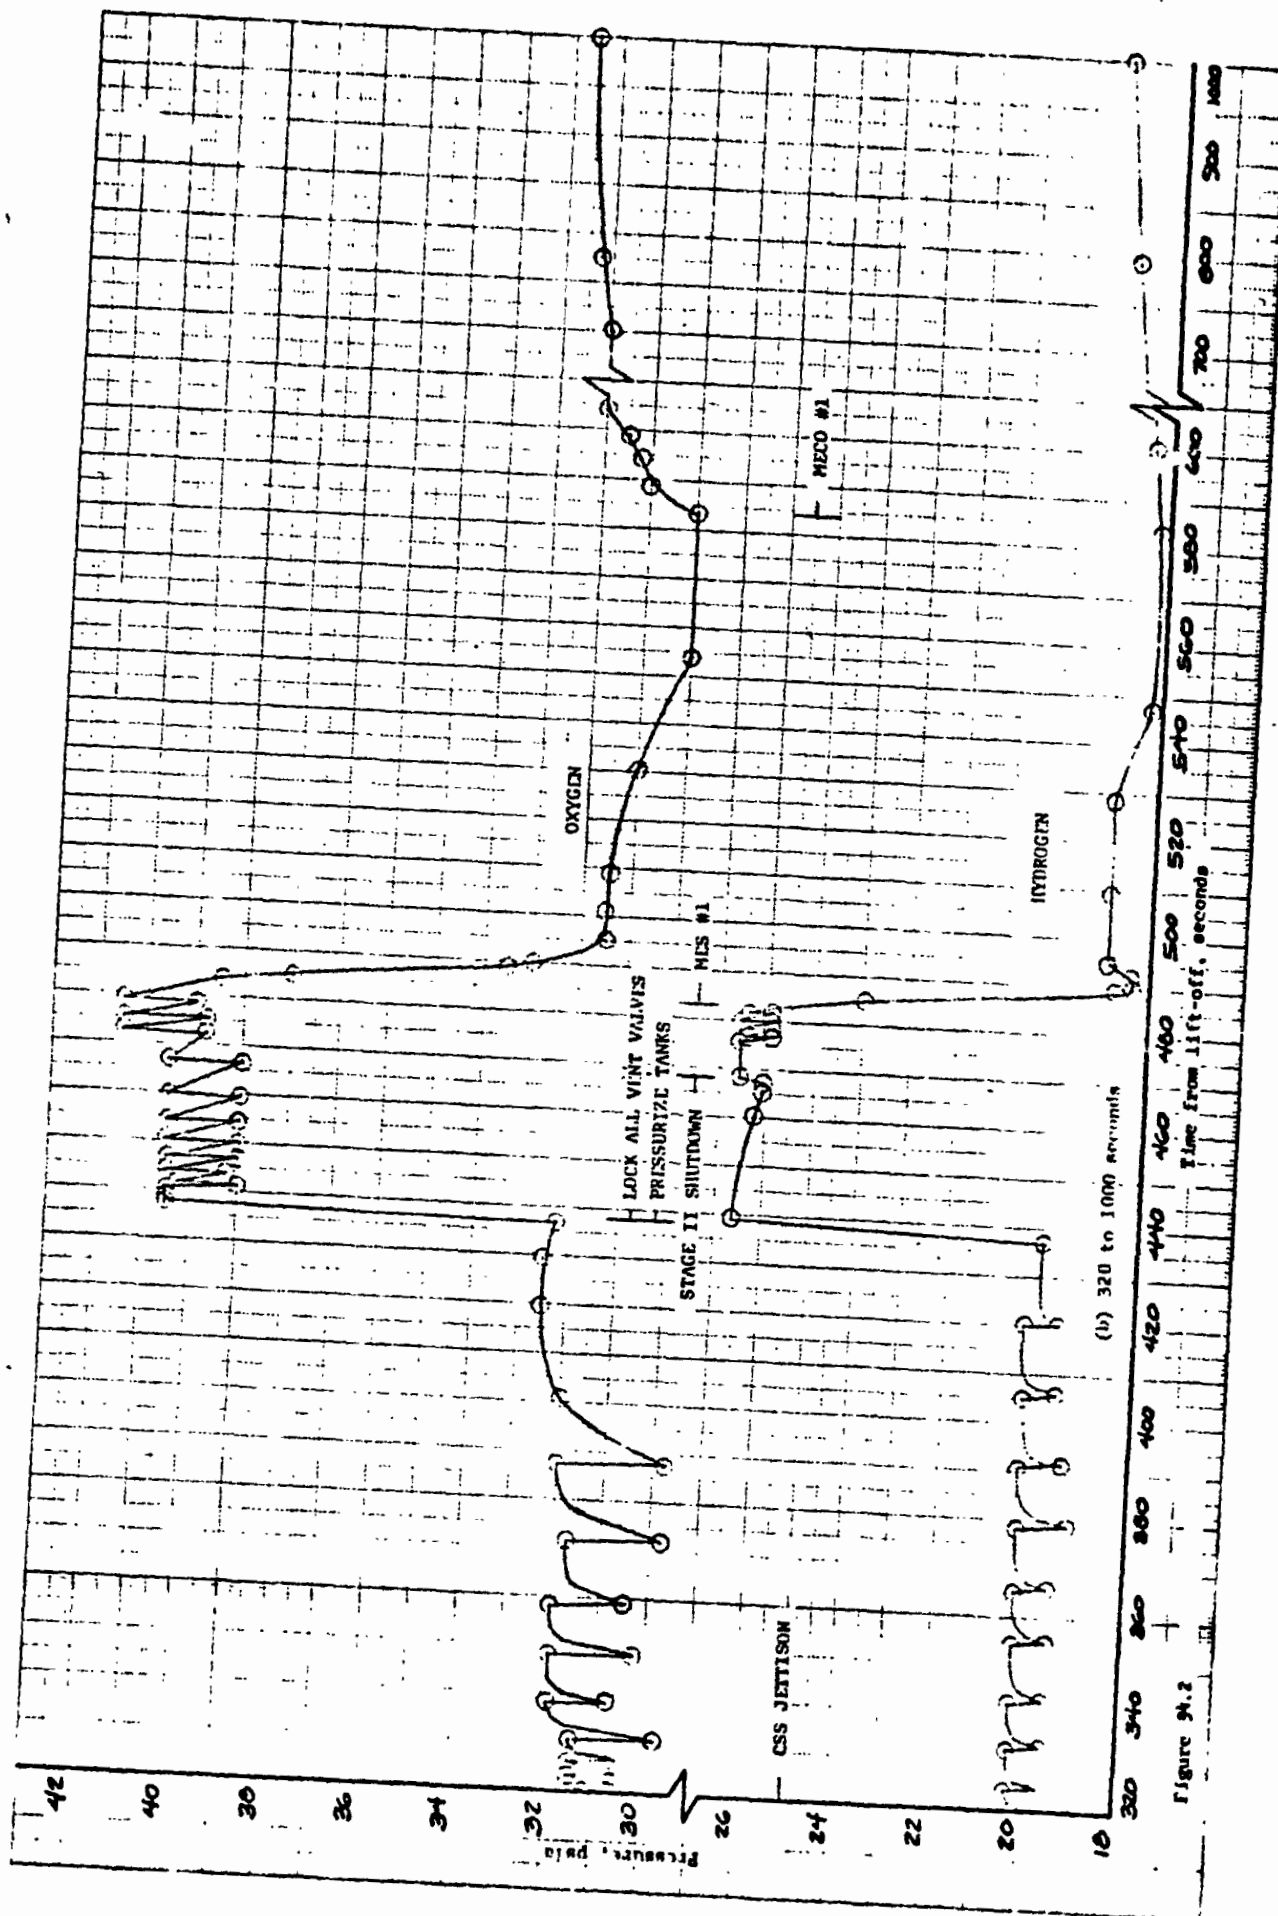 Pressure, psia
42
40
38
36
34
32
30
26
24
22
20
18
OXYGEN
HYDROGEN
LOCK ALL VENT VALVES
PRESSURIZE TANKS
STAGE II SHUTDOWN
MES #1
MECO #1
CSS JETTISON
(b) 320 to 1000 seconds
320 340 360 380 400 420 440 460 480 500 520 540 560 580 600 700 800 900 1000
Time from lift-off, seconds
Figure 94.2